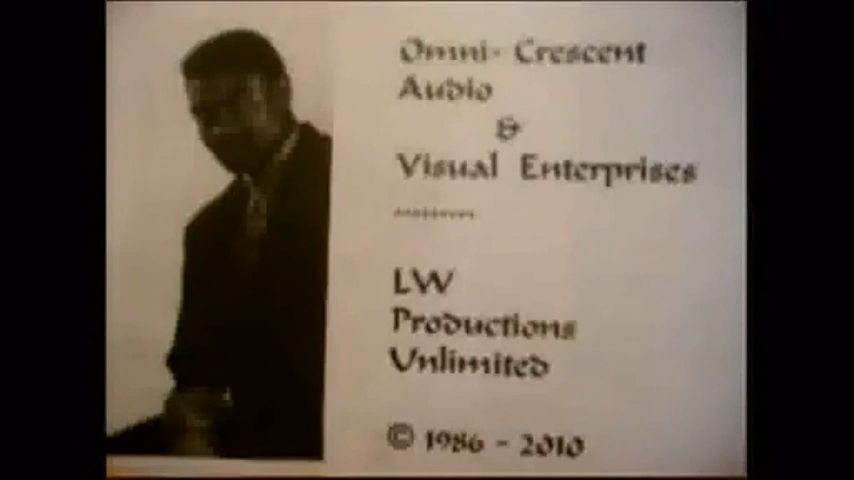 Omni-Crescent
Audio
&
Visual Enterprises
LW
Productions
Unlimited
© 1986 - 2010